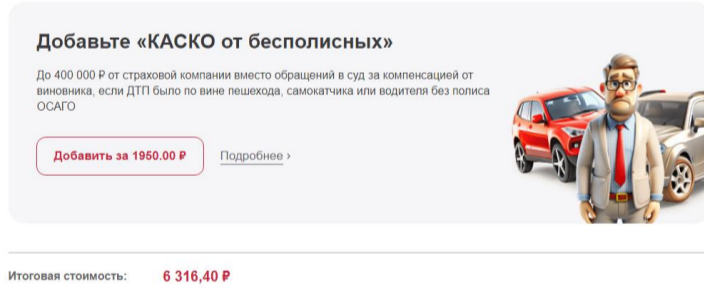 Добавьте «КАСКО от бесполисных»
До 400 000 ₽ от страховой компании вместо обращений в суд за компенсацией от
виновника, если ДТП было по вине пешехода, самокатчика или водителя без полиса
ОСАГО
Добавить за 1950.00 ₽
Подробнее ›
Итоговая стоимость: 6 316,40 ₽